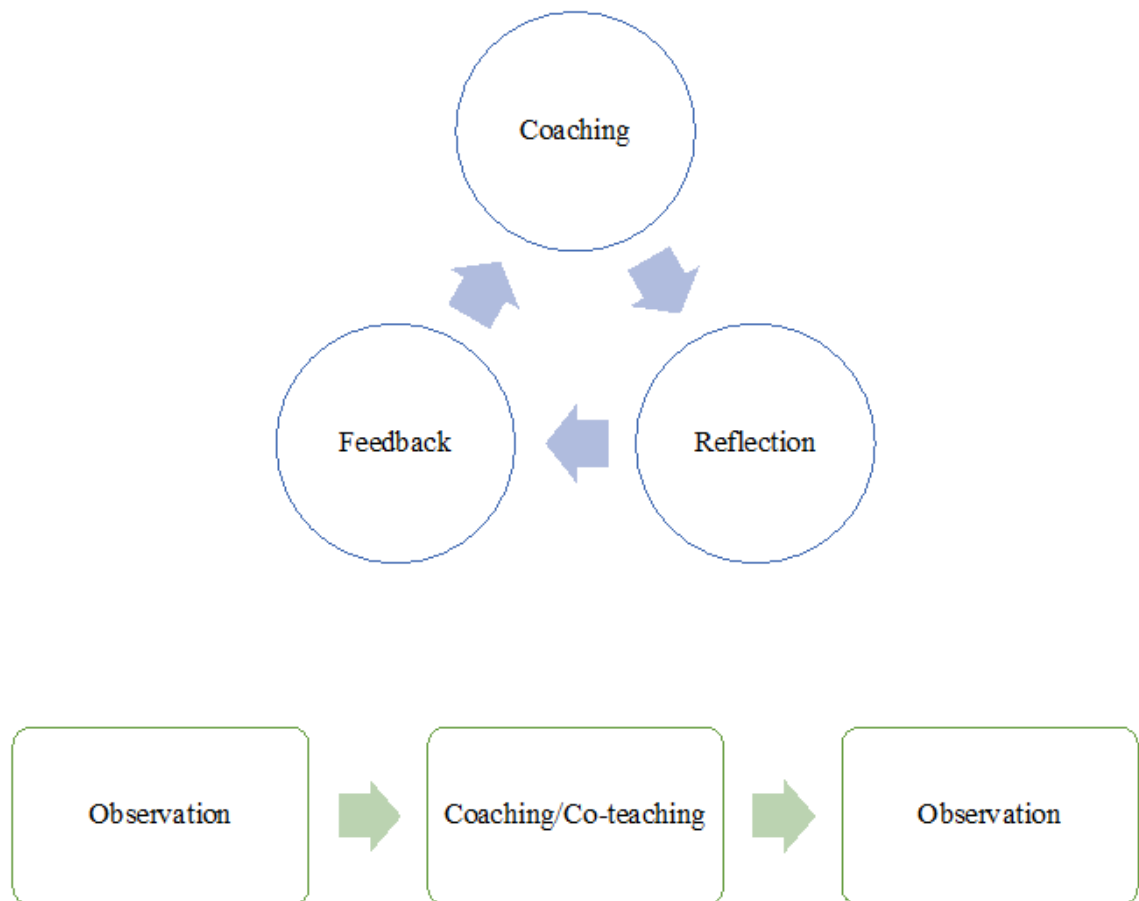 Coaching
Feedback
Reflection
Observation
Coaching/Co-teaching
Observation